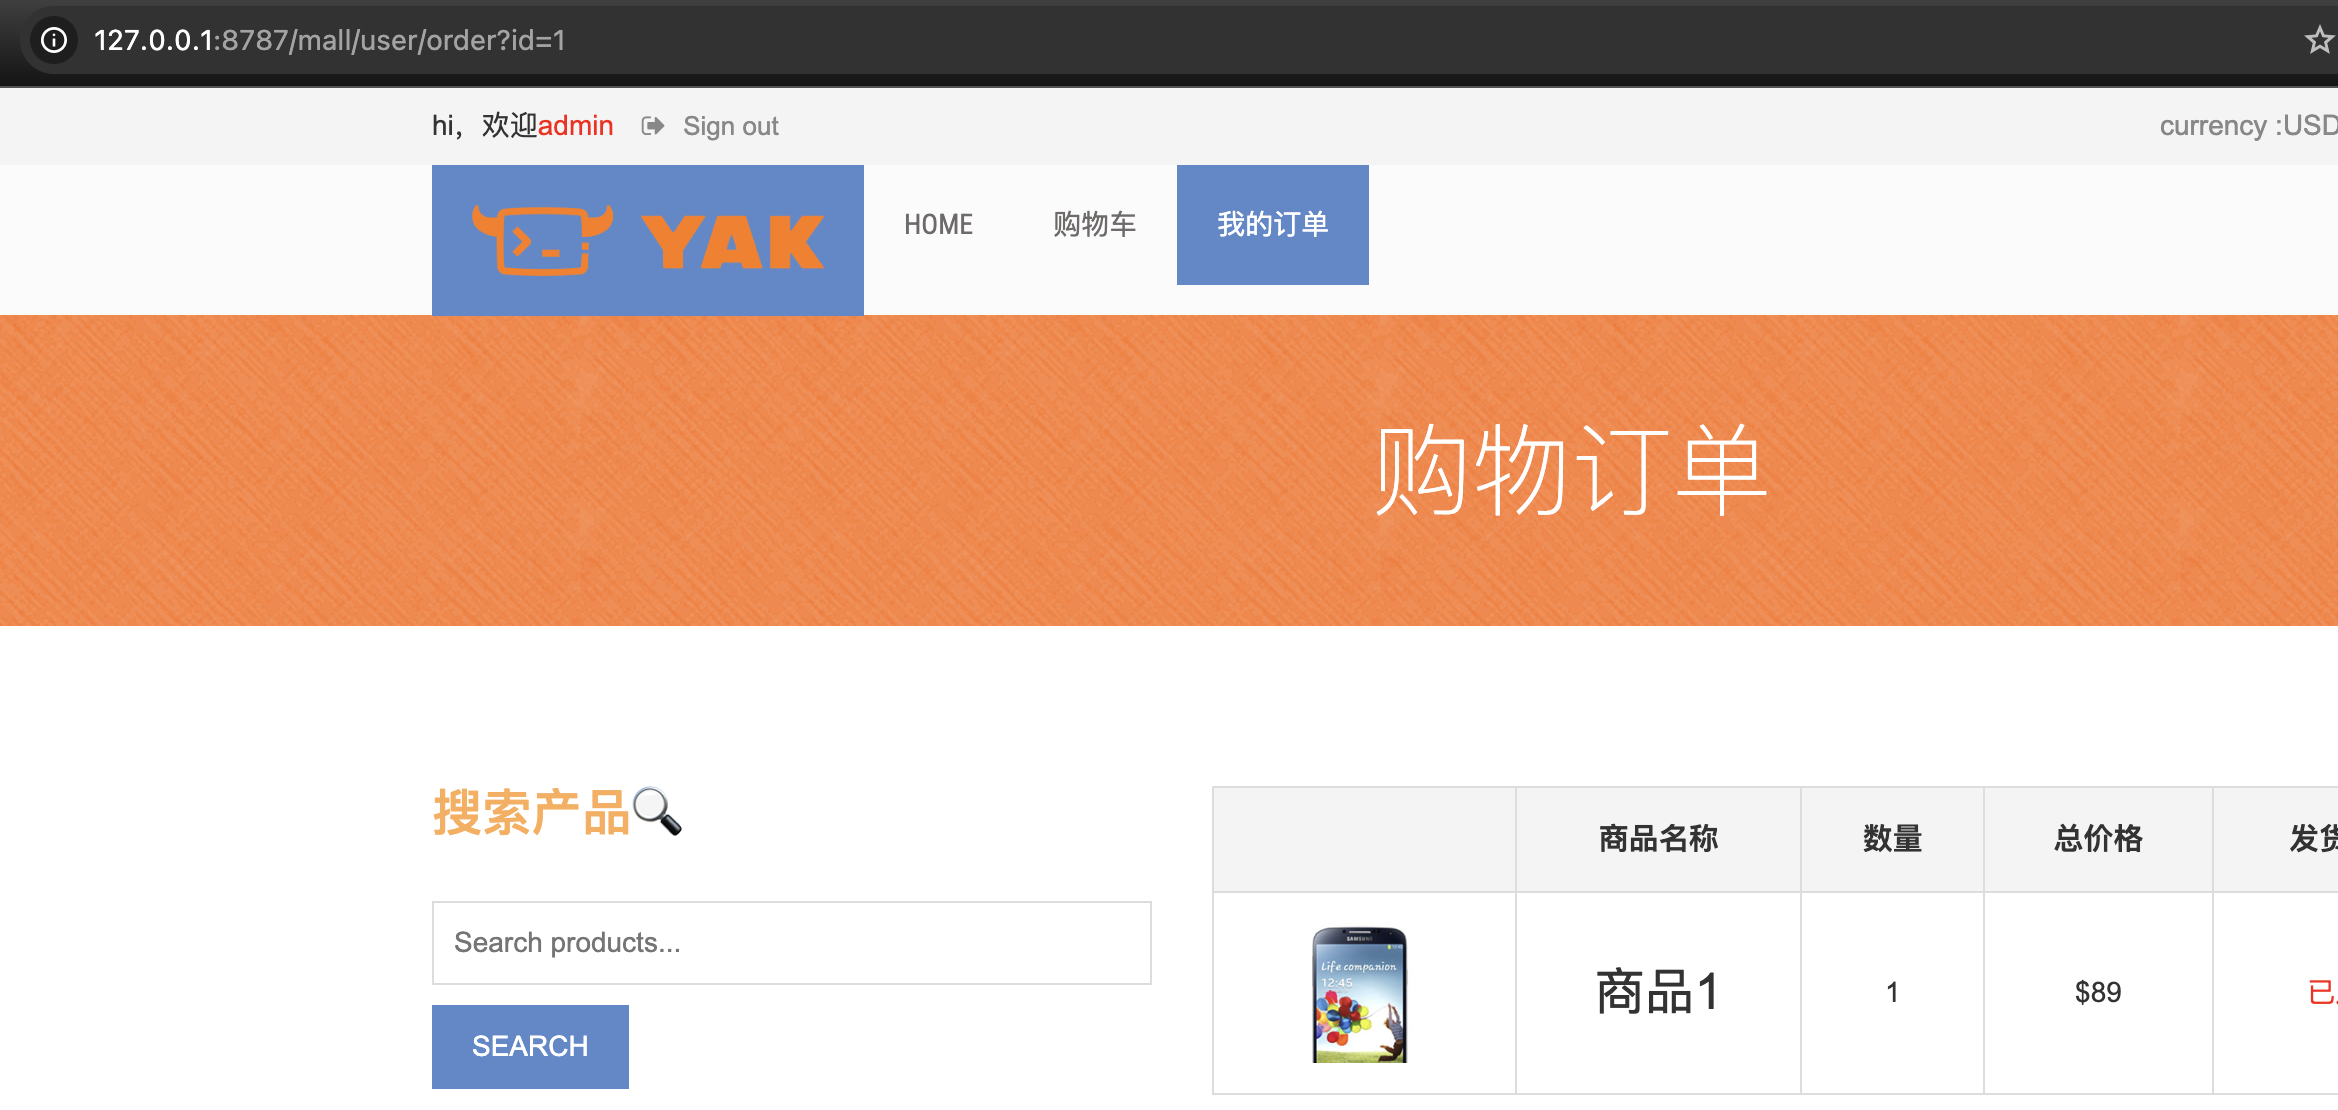 127.0.0.1:8787/mall/user/order?id=1
hi，欢迎admin Sign out currency :USD
YAK HOME 购物车 我的订单
购物订单
搜索产品🔍
Search products...
SEARCH
商品名称 数量 总价格 发货
SAMSUNG
Life companion
12:45
商品1 1 $89 已